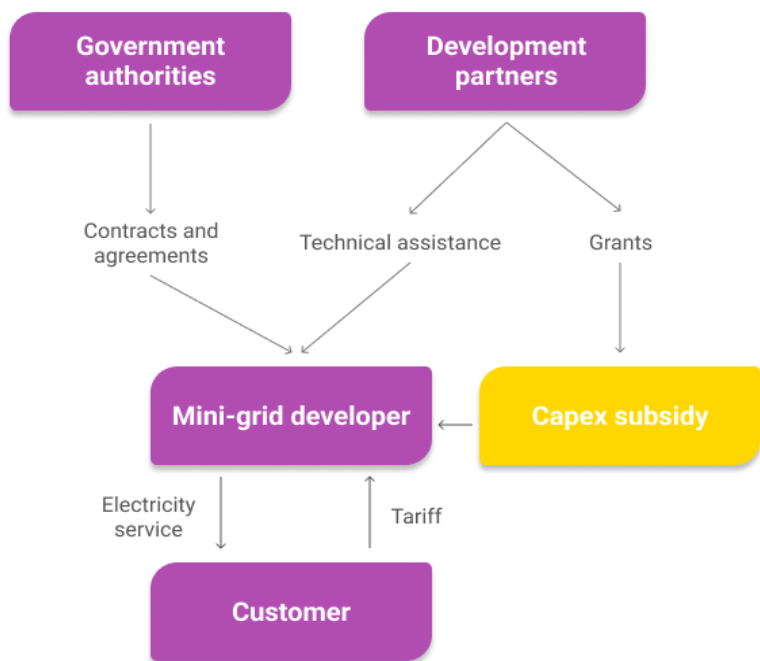 Government
authorities
Development
partners
Contracts and
agreements
Technical assistance
Grants
Mini-grid developer
Capex subsidy
Electricity
service
Tariff
Customer